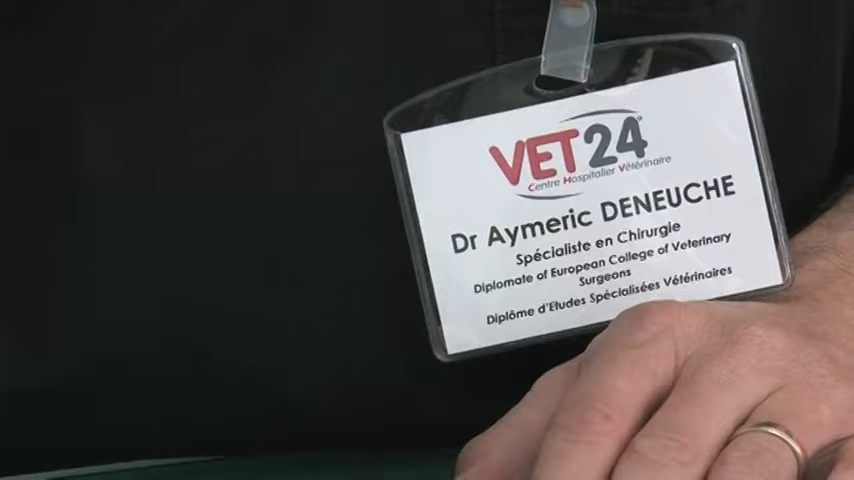 VET24
Centre Hospitalier Vétérinaire
Dr Aymeric DENEUCHE
Spécialiste en Chirurgie
Diplomate of European College of Veterinary
Surgeons
Diplôme d'Études Spécialisées Vétérinaires